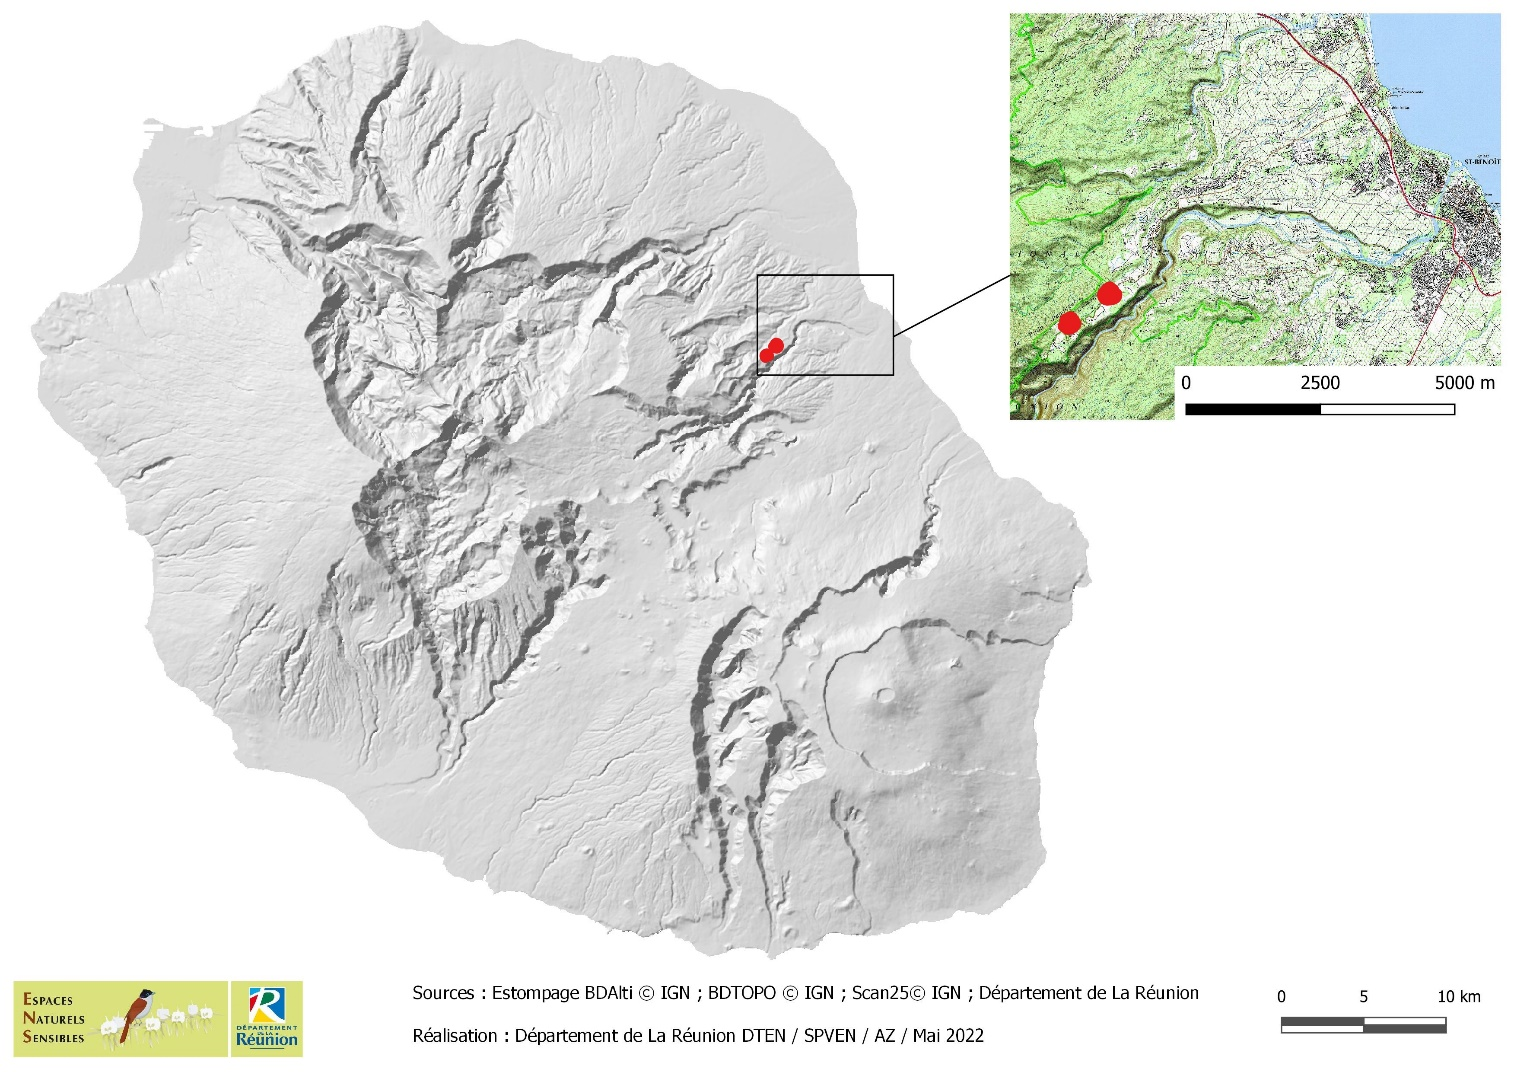 ST-BENOIT
0 2500 5000 m
ESPACES
NATURELS
SENSIBLES
DÉPARTEMENT
DE LA
Réunion
Sources : Estompage BDAlti © IGN ; BDTOPO © IGN ; Scan25© IGN ; Département de La Réunion
Réalisation : Département de La Réunion DTEN / SPVEN / AZ / Mai 2022
0 5 10 km